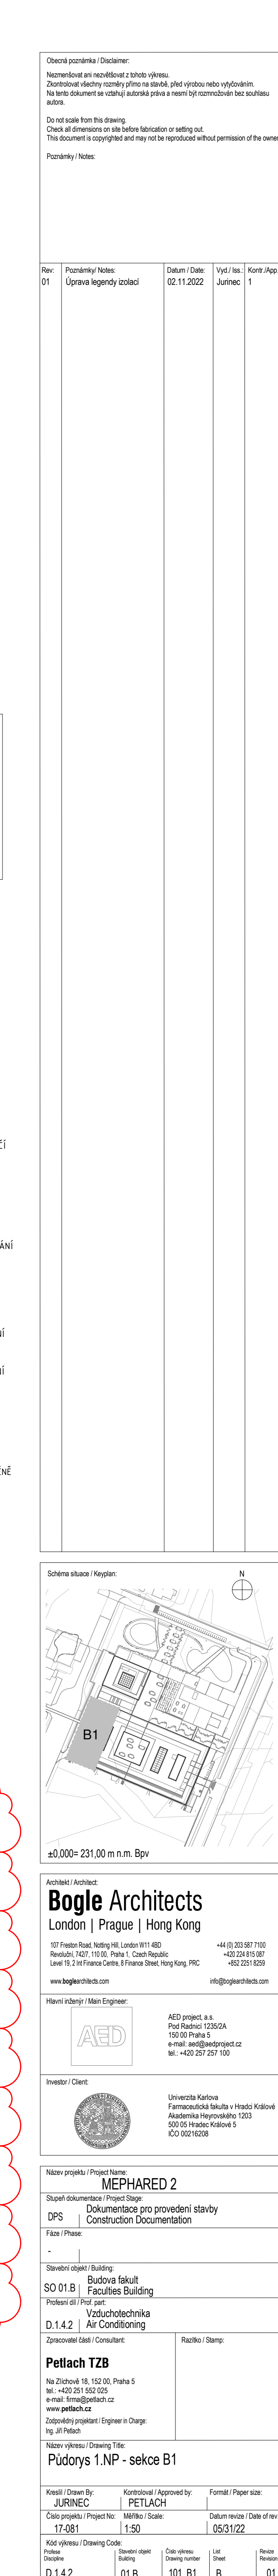 Obecná poznámka / Disclaimer:
Nezmenšovat ani nezvětšovat z tohoto výkresu.
Zkontrolovat všechny rozměry přímo na stavbě, před výrobou nebo vytyčováním.
Na tento dokument se vztahují autorská práva a nesmí být rozmnožován bez souhlasu
autora.
Do not scale from this drawing.
Check all dimensions on site before fabrication or setting out.
This document is copyrighted and may not be reproduced without permission of the owner
Poznámky / Notes:
Rev: Poznámky/ Notes: Datum / Date: Vyd./ Iss.: Kontr./App.
01 Úprava legendy izolací 02.11.2022 Jurinec 1
ČÍ
ÁNÍ
NÍ
NÍ
ĚNĚ
Schéma situace / Keyplan:
N
B1
±0,000= 231,00 m n.m. Bpv
Architekt / Architect:
Bogle Architects
London | Prague | Hong Kong
107 Freston Road, Notting Hill, London W11 4BD +44 (0) 203 587 7100
Revoluční, 742/7, 110 00, Praha 1, Czech Republic +420 224 815 087
Level 19, 2 Int Finance Centre, 8 Finance Street, Hong Kong. PRC +852 2251 8259
www.boglearchitects.com info@boglearchitects.com
Hlavní inženýr / Main Engineer:
AED
AED project, a.s.
Pod Radnicí 1235/2A
150 00 Praha 5
e-mail: aed@aedproject.cz
tel.: +420 257 257 100
Investor / Client:
Univerzita Karlova
Farmaceutická fakulta v Hradci Králové
Akademika Heyrovského 1203
500 05 Hradec Králové 5
IČO 00216208
Název projektu / Project Name:
MEPHARED 2
Stupeň dokumentace / Project Stage:
DPS Dokumentace pro provedení stavby
Construction Documentation
Fáze / Phase:
-
Stavební objekt / Building:
SO 01.B Budova fakult
Faculties Building
Profesní díl / Prof. part:
D.1.4.2 Vzduchotechnika
Air Conditioning
Zpracovatel části / Consultant: Razítko / Stamp:
Petlach TZB
Na Zlíchově 18, 152 00, Praha 5
tel.: +420 251 552 025
e-mail: firma@petlach.cz
www.petlach.cz
Zodpovědný projektant / Engineer in Charge:
Ing. Jiří Petlach
Název výkresu / Drawing Title:
Půdorys 1.NP - sekce B1
Kreslil / Drawn By: Kontroloval / Approved by: Formát / Paper size:
JURINEC PETLACH
Číslo projektu / Project No: Měřítko / Scale: Datum revize / Date of rev
17-081 1:50 05/31/22
Kód výkresu / Drawing Code:
Profese Stavební objekt Číslo výkresu List Revize
Discipline Building Drawing number Sheet Revision
D.1.4.2 01.B 101_B1 B 01